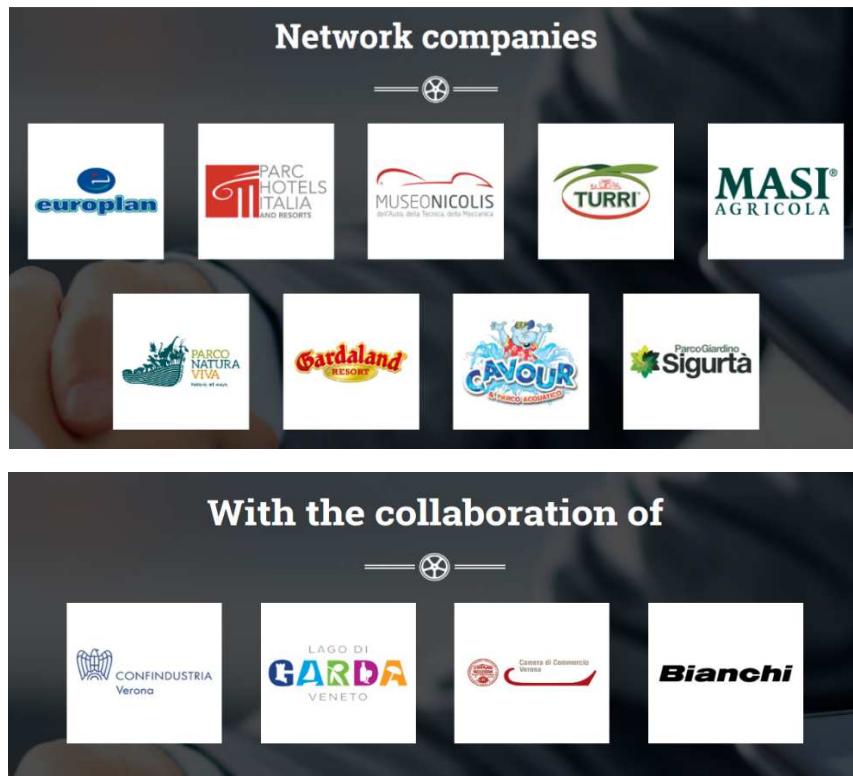 Network companies
europlan
PARC
HOTELS
ITALIA
AND RESORTS
MUSEONICOLIS
dell'Auto, della Tecnica, della Meccanica
TURRI
MASI®
AGRICOLA
PARCO
NATURA
VIVA
Gardaland
RESORT
CAVOUR
PARCO ACQUATICO
ParcoGiardino
Sigurtà
With the collaboration of
CONFINDUSTRIA
Verona
LAGO DI
GARDA
VENETO
Camera di Commercio
Verona
Bianchi